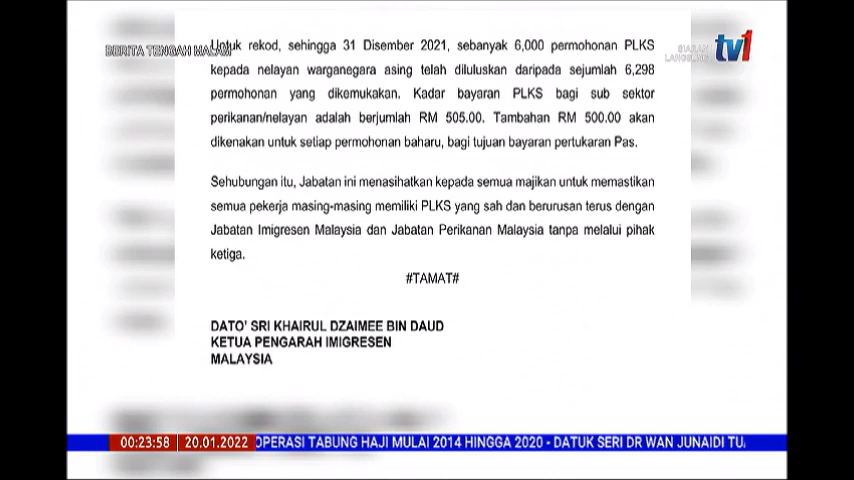 BERITA TENGAH MALAM
SIARAN
LANGSUNG
tv1
Untuk rekod, sehingga 31 Disember 2021, sebanyak 6,000 permohonan PLKS
kepada nelayan warganegara asing telah diluluskan daripada sejumlah 6,298
permohonan yang dikemukakan. Kadar bayaran PLKS bagi sub sektor
perikanan/nelayan adalah berjumlah RM 505.00. Tambahan RM 500.00 akan
dikenakan untuk setiap permohonan baharu, bagi tujuan bayaran pertukaran Pas.
Sehubungan itu, Jabatan ini menasihatkan kepada semua majikan untuk memastikan
semua pekerja masing-masing memiliki PLKS yang sah dan berurusan terus dengan
Jabatan Imigresen Malaysia dan Jabatan Perikanan Malaysia tanpa melalui pihak
ketiga.
#TAMAT#
DATO' SRI KHAIRUL DZAIMEE BIN DAUD
KETUA PENGARAH IMIGRESEN
MALAYSIA
00:23:58 20.01.2022 OPERASI TABUNG HAJI MULAI 2014 HINGGA 2020 - DATUK SERI DR WAN JUNAIDI